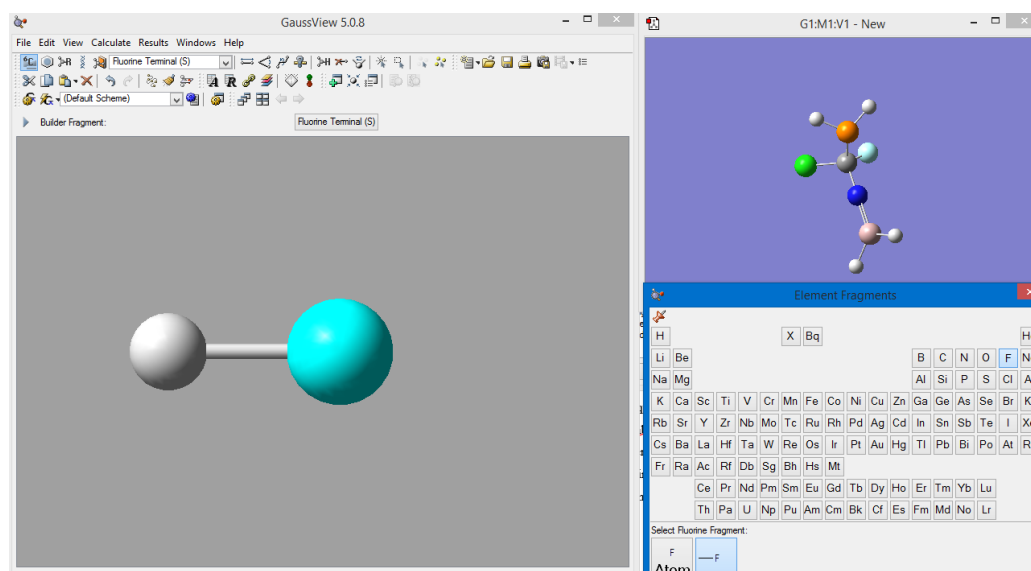 GaussView 5.0.8
File Edit View Calculate Results Windows Help
Fluorine Terminal (S)
(Default Scheme)
Builder Fragment:
Fluorine Terminal (S)
G1:M1:V1 - New
Element Fragments
H X Bq H
Li Be B C N O F N
Na Mg Al Si P S Cl A
K Ca Sc Ti V Cr Mn Fe Co Ni Cu Zn Ga Ge As Se Br K
Rb Sr Y Zr Nb Mo Tc Ru Rh Pd Ag Cd In Sn Sb Te I Xe
Cs Ba La Hf Ta W Re Os Ir Pt Au Hg Tl Pb Bi Po At R
Fr Ra Ac Rf Db Sg Bh Hs Mt
Ce Pr Nd Pm Sm Eu Gd Tb Dy Ho Er Tm Yb Lu
Th Pa U Np Pu Am Cm Bk Cf Es Fm Md No Lr
Select Fluorine Fragment:
F
Atom
—F